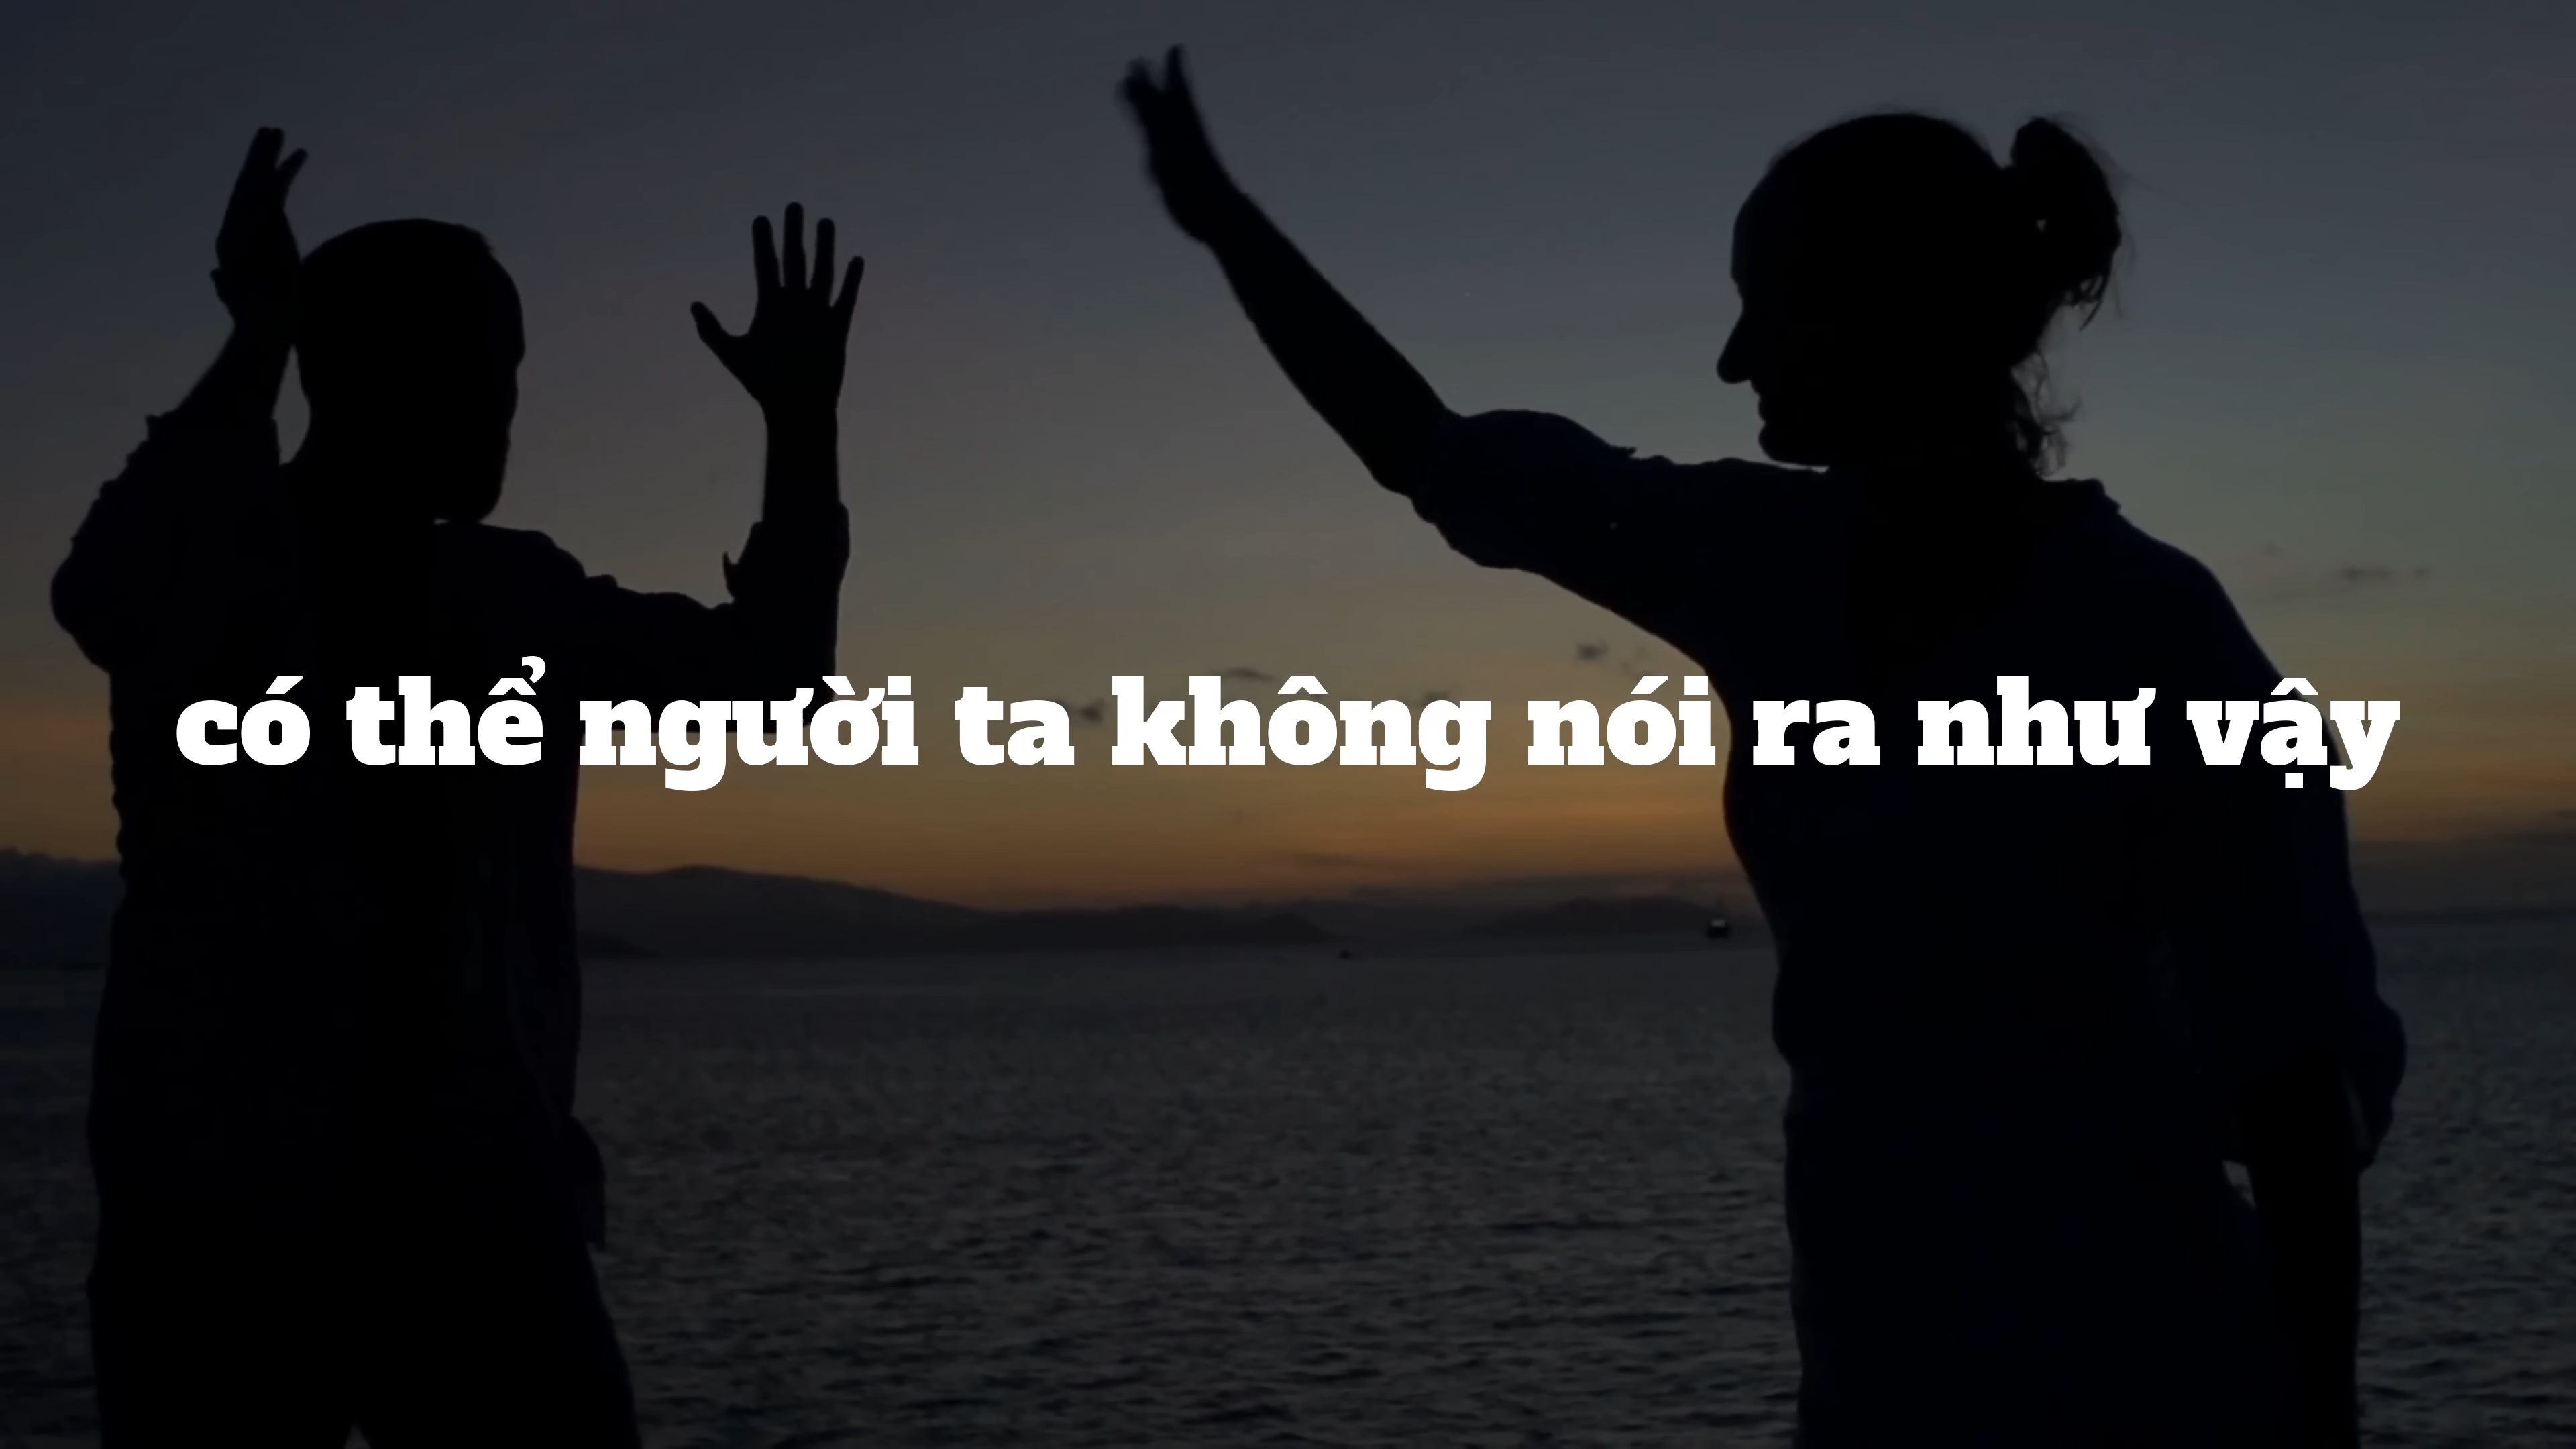 có thể người ta không nói ra như vậy